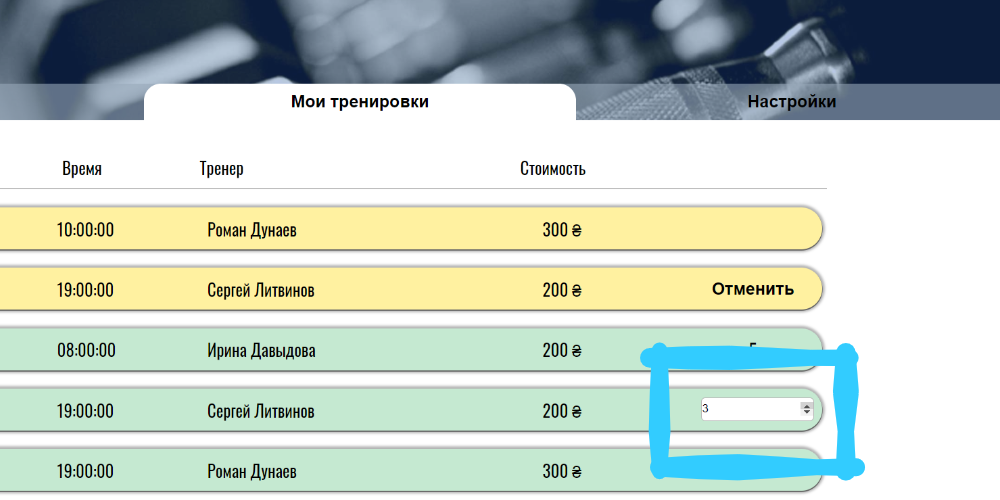 Мои тренировки Настройки
Время Тренер Стоимость
10:00:00 Роман Дунаев 300 ₴
19:00:00 Сергей Литвинов 200 ₴ Отменить
08:00:00 Ирина Давыдова 200 ₴
19:00:00 Сергей Литвинов 200 ₴ 3
19:00:00 Роман Дунаев 300 ₴